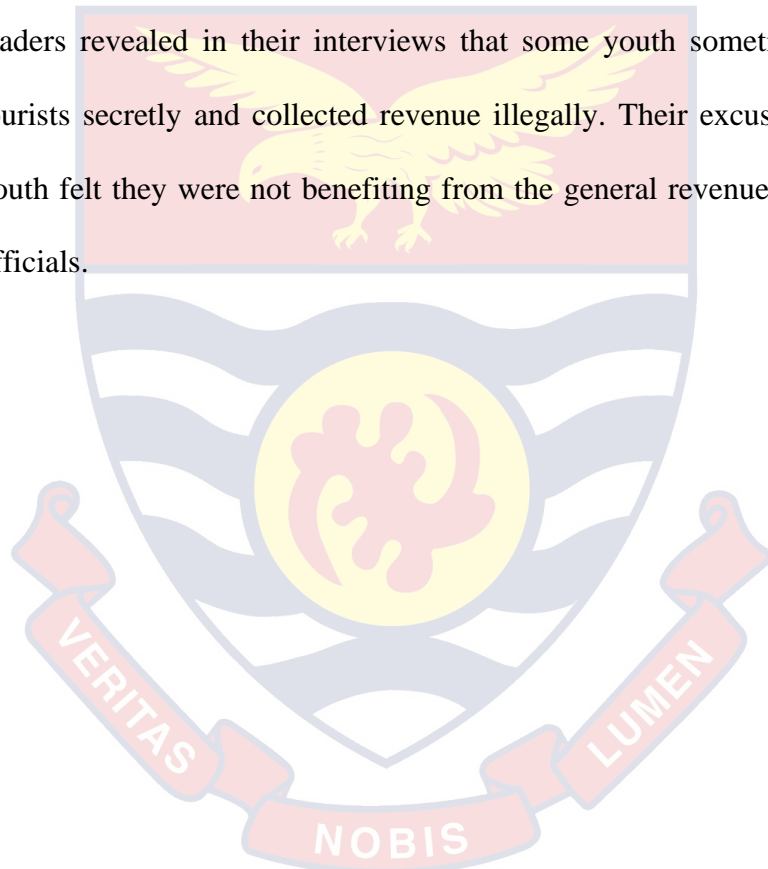 aders revealed in their interviews that some youth someti
urists secretly and collected revenue illegally. Their excus
outh felt they were not benefiting from the general revenue
fficials.
VERITAS
NOBIS
LUMEN